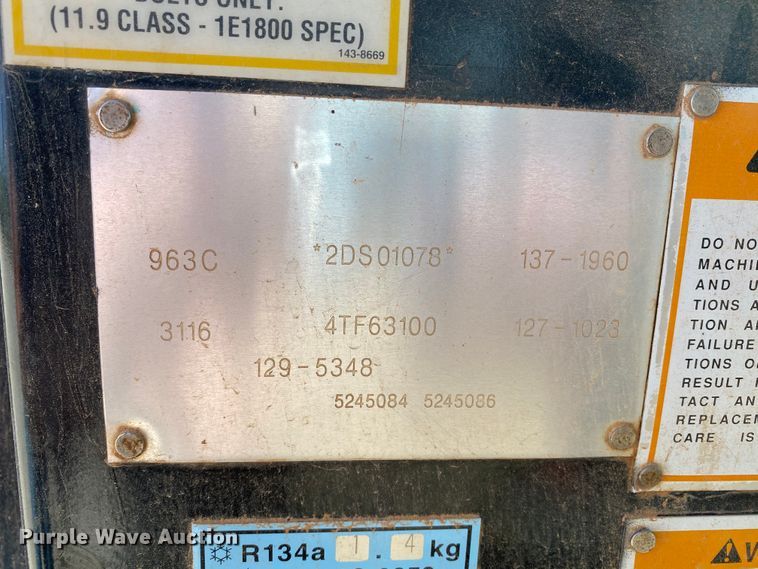 (11.9 CLASS - 1E1800 SPEC)
143-8669
963C *2DS01078* 137-1960
3116 4TF63100 127-1023
129-5348
5245084 5245086
DO NO
MACHI
AND U
TIONS A
TION. A
FAILURE
TIONS O
RESULT
TACT AN
REPLACEM
CARE IS
R134a 1.4 kg
Purple Wave Auction